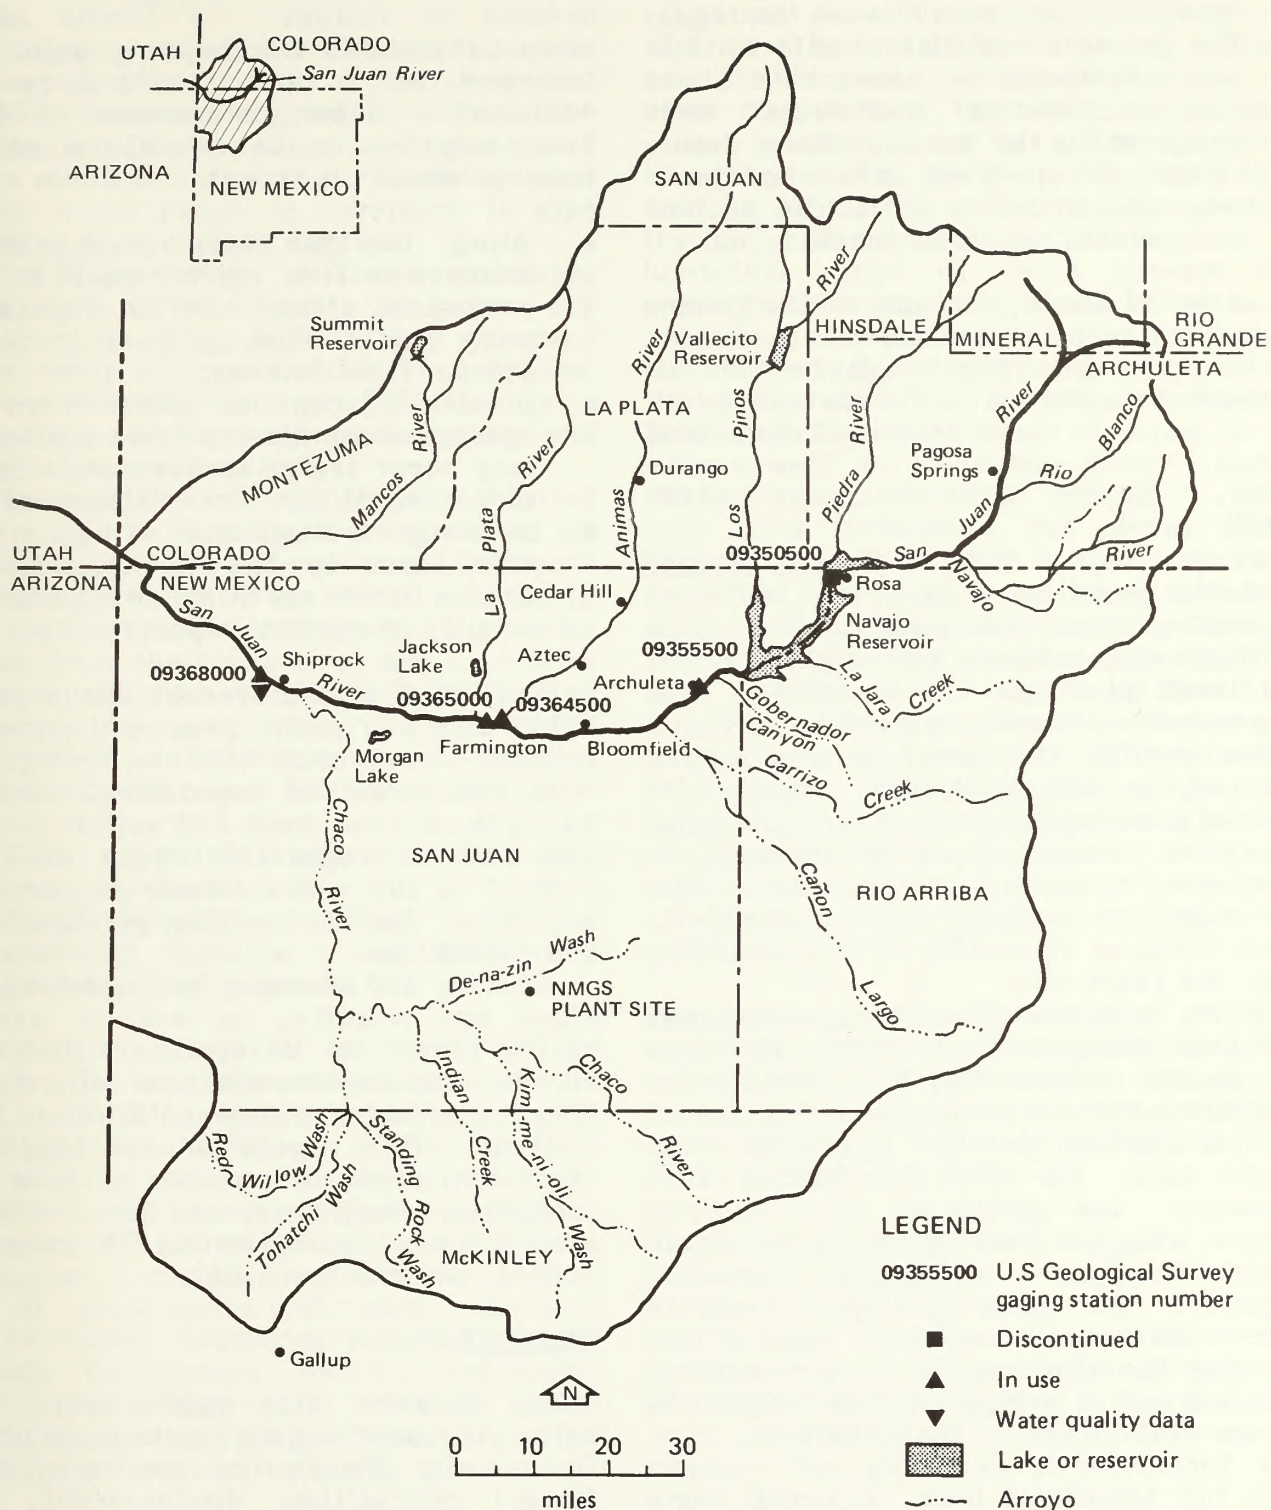 UTAH
COLORADO
San Juan River
ARIZONA
NEW MEXICO
SAN JUAN
River
River
Summit
Reservoir
Vallecito
Reservoir
HINSDALE
MINERAL
RIO
GRANDE
ARCHULETA
LA PLATA
MONTEZUMA
Mancos River
La Plata River
Animas
Durango
Los Pinos
Piedra River
Pagosa
Springs
San Juan River
Rio Blanco
Navajo River
UTAH
COLORADO
ARIZONA
NEW MEXICO
09350500
Rosa
Cedar Hill
Navajo
Reservoir
San Juan River
09368000
Shiprock
Jackson
Lake
Aztec
09355500
Archuleta
09365000
09364500
La Jara Creek
Gobernador
Canyon
Farmington
Bloomfield
Morgan
Lake
Carrizo Creek
Chaco River
SAN JUAN
Cañon Largo
RIO ARRIBA
De-na-zin Wash
NMGS
PLANT SITE
Indian Creek
Kim-me-ni-oli Wash
Chaco River
Red Willow Wash
Standing Rock Wash
Tohatchi Wash
McKINLEY
Gallup
N
0 10 20 30
miles
LEGEND
09355500 U.S Geological Survey
gaging station number
Discontinued
In use
Water quality data
Lake or reservoir
Arroyo